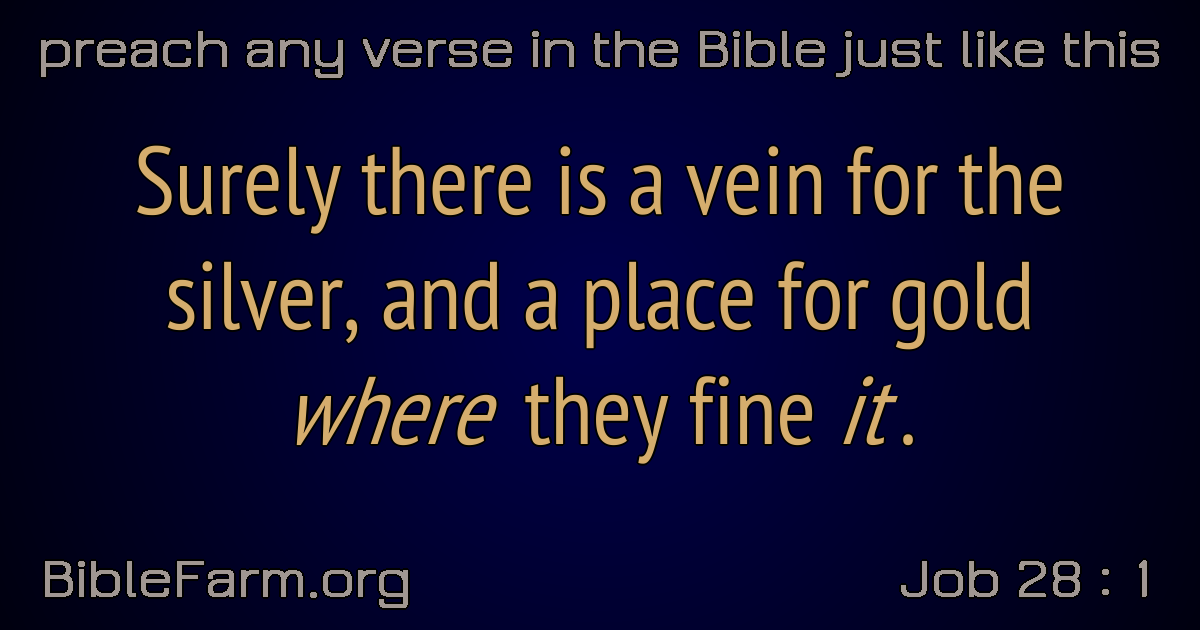 preach any verse in the Bible just like this
Surely there is a vein for the
silver, and a place for gold
where they fine it.
BibleFarm.org
Job 28 : 1